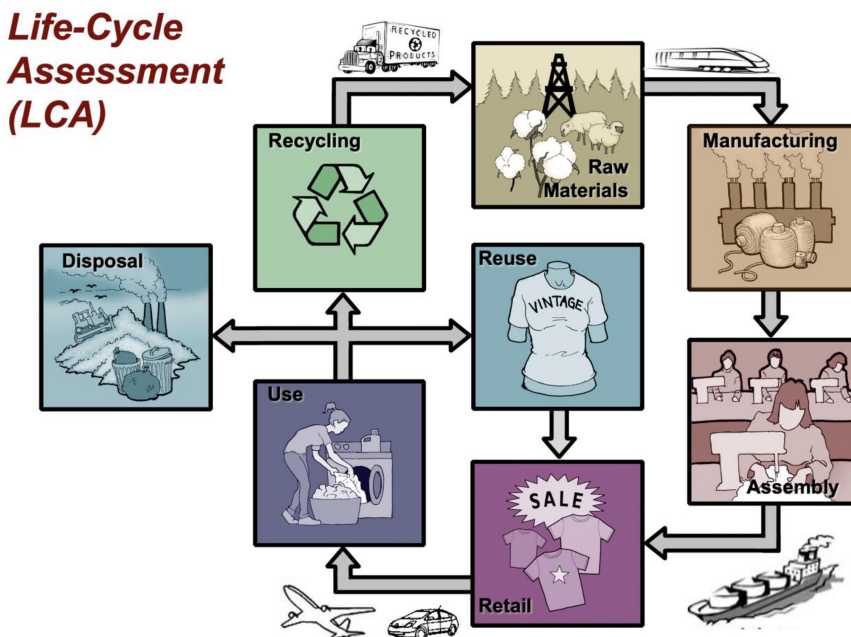 Life-Cycle
Assessment
(LCA)
RECYCLED
PRODUCTS
Recycling
Raw
Materials
Manufacturing
Disposal
Reuse
VINTAGE
Use
Assembly
SALE
Retail